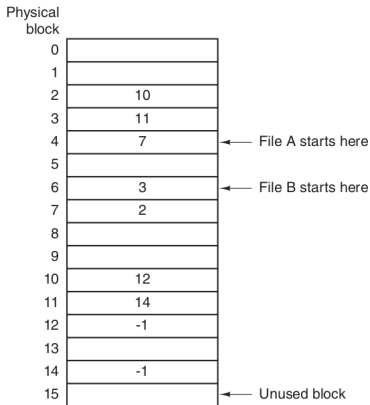 Physical
block
0
1
2 10
3 11
4 7 File A starts here
5
6 3 File B starts here
7 2
8
9
10 12
11 14
12 -1
13
14 -1
15 Unused block